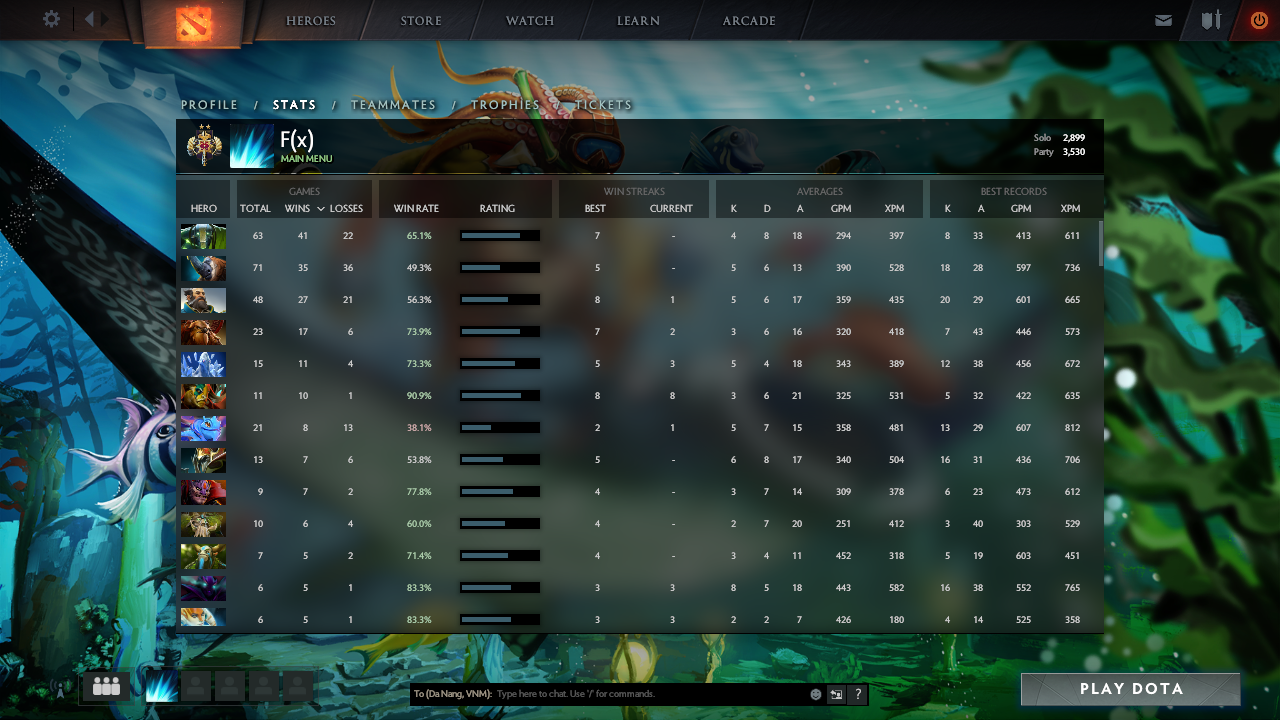 HEROES STORE WATCH LEARN ARCADE
PROFILE / STATS / TEAMMATES / TROPHIES / TICKETS
F(x)
MAIN MENU
Solo 2,899
Party 3,530
GAMES WIN STREAKS AVERAGES BEST RECORDS
HERO TOTAL WINS LOSSES WIN RATE RATING BEST CURRENT K D A GPM XPM K A GPM XPM
63 41 22 65.1% 7 - 4 8 18 294 397 8 33 413 611
71 35 36 49.3% 5 - 5 6 13 390 528 18 28 597 736
48 27 21 56.3% 8 1 5 6 17 359 435 20 29 601 665
23 17 6 73.9% 7 2 3 6 16 320 418 7 43 446 573
15 11 4 73.3% 5 3 5 4 18 343 389 12 38 456 672
11 10 1 90.9% 8 8 3 6 21 325 531 5 32 422 635
21 8 13 38.1% 2 1 5 7 15 358 481 13 29 607 812
13 7 6 53.8% 5 - 6 8 17 340 504 16 31 436 706
9 7 2 77.8% 4 - 3 7 14 309 378 6 23 473 612
10 6 4 60.0% 4 - 2 7 20 251 412 3 40 303 529
7 5 2 71.4% 4 - 3 4 11 452 318 5 19 603 451
6 5 1 83.3% 3 3 8 5 18 443 582 16 38 552 765
6 5 1 83.3% 3 3 2 2 7 426 180 4 14 525 358
To (Da Nang, VNM): Type here to chat. Use '/' for commands. ?
PLAY DOTA